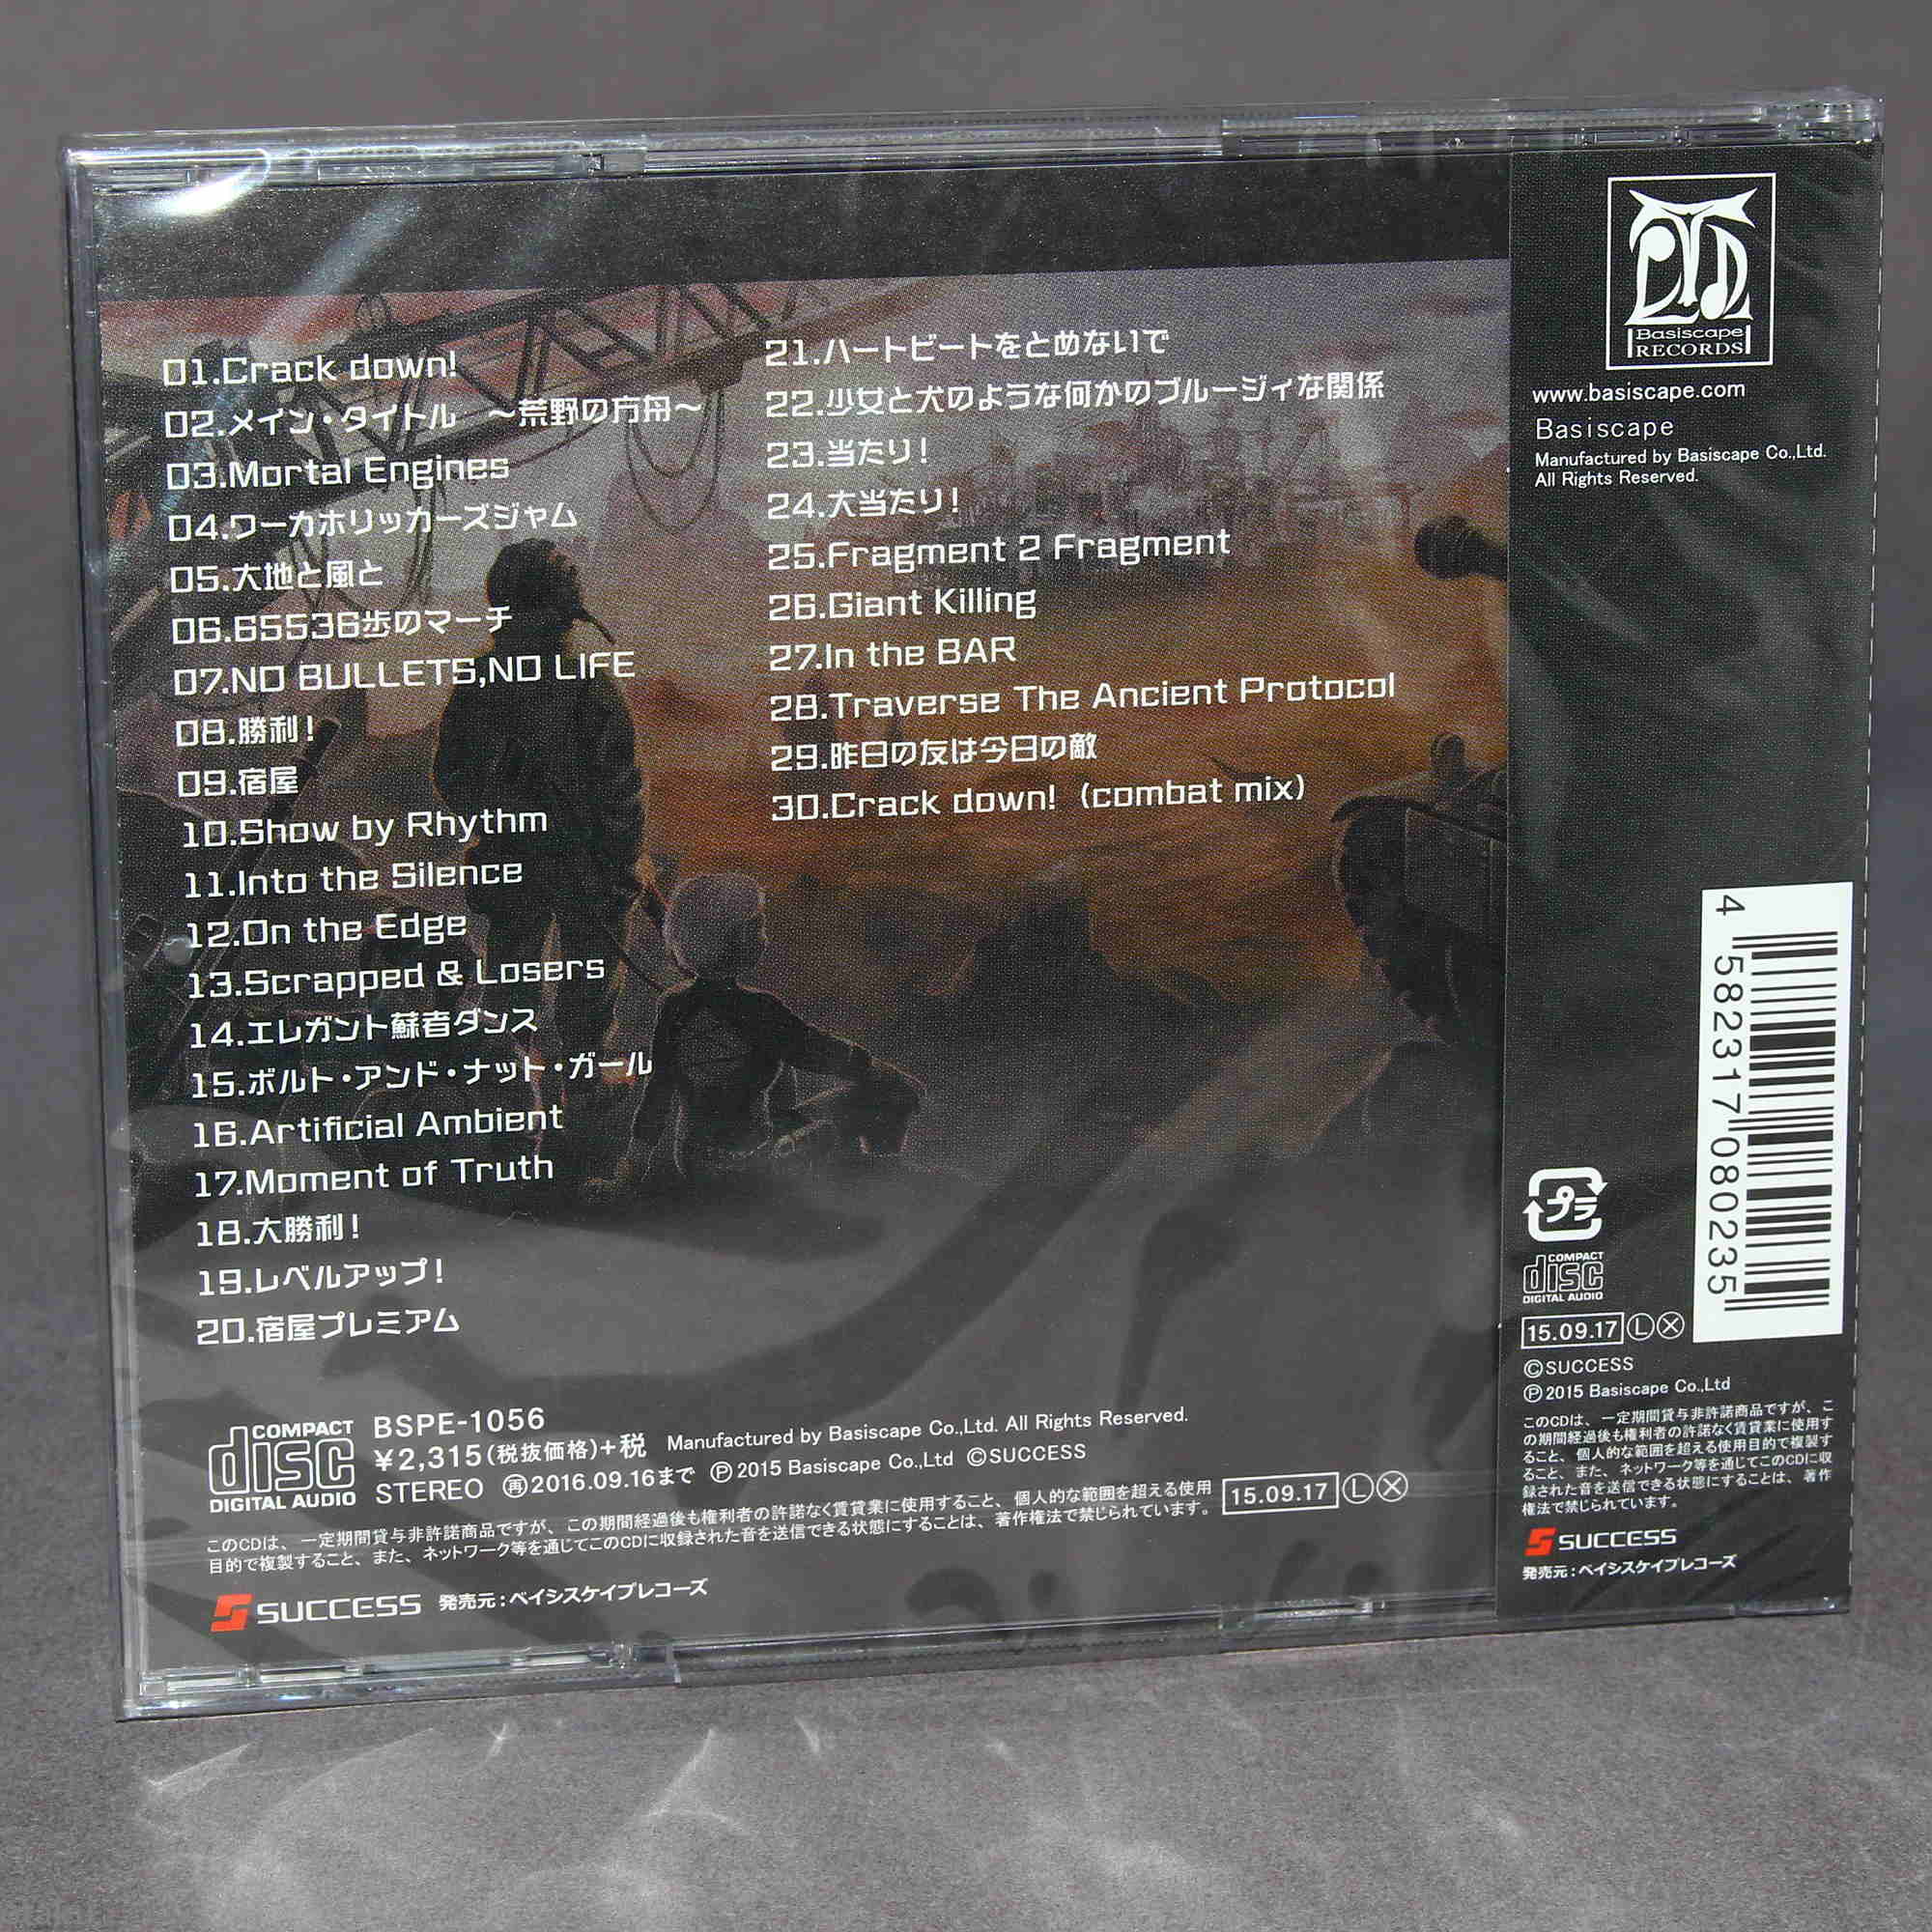 01.Crack down!
02.メイン・タイトル　～荒野の方舟～
03.Mortal Engines
04.ワーカホリッカーズジャム
05.大地と風と
06.65536歩のマーチ
07.NO BULLETS,NO LIFE
08.勝利！
09.宿屋
10.Show by Rhythm
11.Into the Silence
12.On the Edge
13.Scrapped & Losers
14.エレガント蘇者ダンス
15.ボルト・アンド・ナット・ガール
16.Artificial Ambient
17.Moment of Truth
18.大勝利！
19.レベルアップ！
20.宿屋プレミアム
21.ハートビートをとめないで
22.少女と犬のような何かのブルージィな関係
23.当たり！
24.大当たり！
25.Fragment 2 Fragment
26.Giant Killing
27.In the BAR
28.Traverse The Ancient Protocol
29.昨日の友は今日の敵
30.Crack down!（combat mix）
COMPACT
disc
DIGITAL AUDIO
BSPE-1056
¥2,315(税抜価格)+税 Manufactured by Basiscape Co.,Ltd. All Rights Reserved.
STEREO 再2016.09.16まで Ⓟ2015 Basiscape Co.,Ltd ©SUCCESS
このCDは、一定期間貸与非許諾商品ですが、この期間経過後も権利者の許諾なく賃貸業に使用すること、個人的な範囲を超える使用
目的で複製すること、また、ネットワーク等を通じてこのCDに収録された音を送信できる状態にすることは、著作権法で禁じられています。
15.09.17 Ⓛ Ⓧ
SUCCESS 発売元：ベイシスケイプレコーズ
Basiscape
RECORDS
www.basiscape.com
Basiscape
Manufactured by Basiscape Co.,Ltd.
All Rights Reserved.
4 582317 080235
プラ
COMPACT
disc
DIGITAL AUDIO
15.09.17 Ⓛ Ⓧ
©SUCCESS
Ⓟ2015 Basiscape Co.,Ltd
このCDは、一定期間貸与非許諾商品ですが、こ
の期間経過後も権利者の許諾なく賃貸業に使用す
ること、個人的な範囲を超える使用目的で複製す
ること、また、ネットワーク等を通じてこのCDに収
録された音を送信できる状態にすることは、著作
権法で禁じられています。
SUCCESS
発売元：ベイシスケイプレコーズ